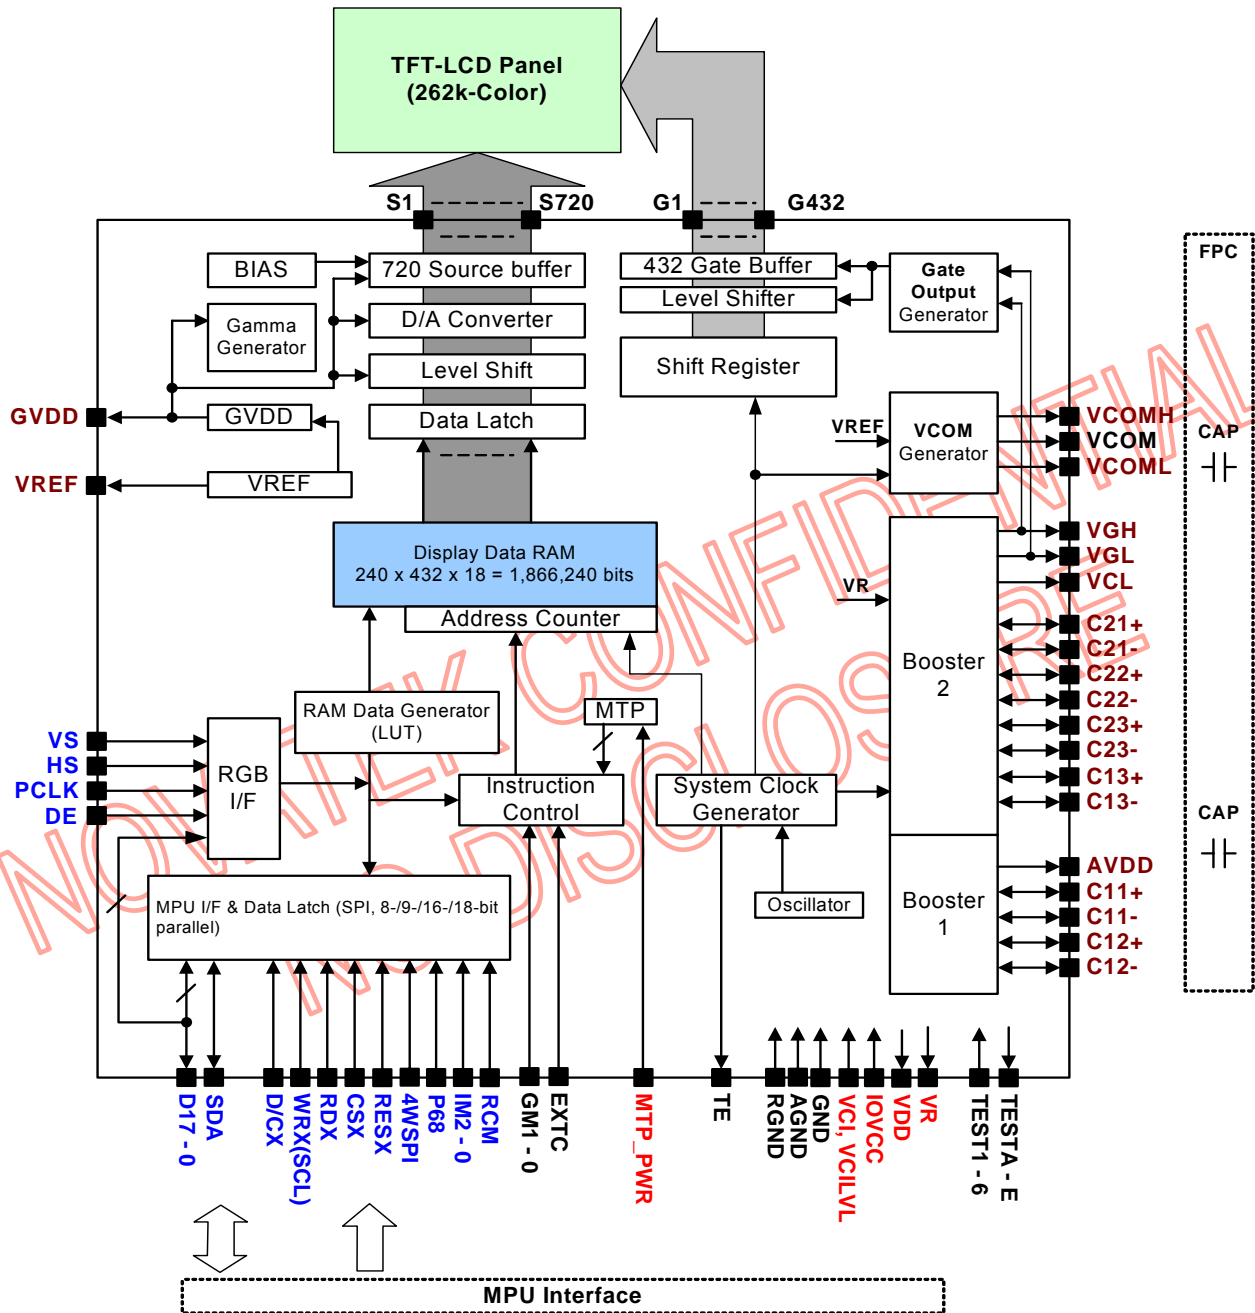 TFT-LCD Panel
(262k-Color)
S1
S720
G1
G432
FPC
BIAS
720 Source buffer
432 Gate Buffer
Gate
Output
Generator
Level Shifter
Gamma
Generator
D/A Converter
Level Shift
Shift Register
GVDD
GVDD
Data Latch
VREF
VCOM
Generator
VCOMH
VCOM
VCOML
CAP
VREF
VREF
Display Data RAM
240 x 432 x 18 = 1,866,240 bits
Address Counter
VR
VGH
VGL
VCL
C21+
C21-
C22+
C22-
C23+
C23-
C13+
C13-
Booster
2
RAM Data Generator
(LUT)
MTP
VS
HS
PCLK
DE
RGB
I/F
Instruction
Control
System Clock
Generator
CAP
AVDD
C11+
C11-
C12+
C12-
MPU I/F & Data Latch (SPI, 8-/9-/16-/18-bit
parallel)
Oscillator
Booster
1
D17 - 0
SDA
D/CX
WRX(SCL)
RDX
CSX
RESX
4WSPI
P68
IM2 - 0
RCM
GM1 - 0
EXTC
MTP_PWR
TE
RGND
AGND
GND
VCI, VCILVL
IOVCC
VDD
VR
TEST1 - 6
TESTA - E
MPU Interface
NOVATEK CONFIDENTIAL
NO DISCLOSURE